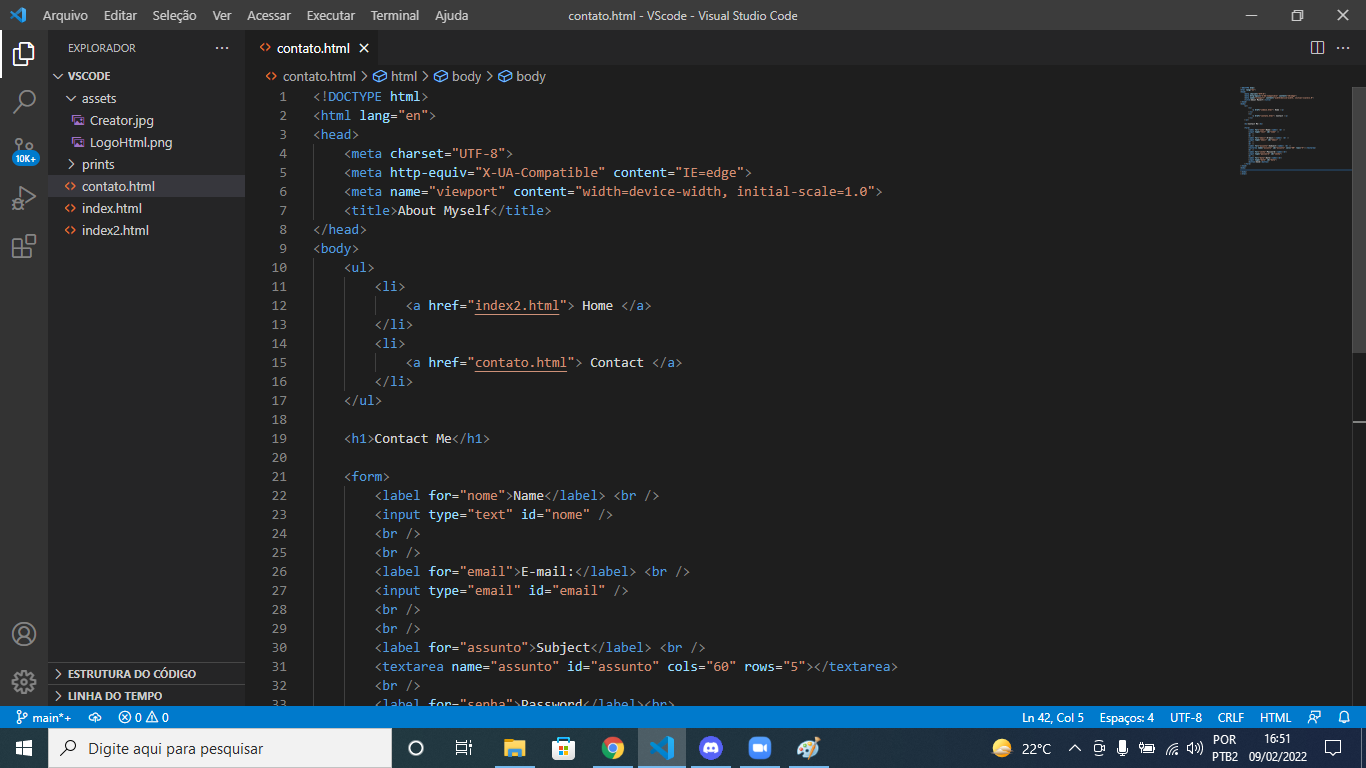 Arquivo Editar Seleção Ver Acessar Executar Terminal Ajuda contato.html - VScode - Visual Studio Code
EXPLORADOR ···
VSCODE
assets
Creator.jpg
LogoHtml.png
prints
contato.html
index.html
index2.html
10K+
ESTRUTURA DO CÓDIGO
LINHA DO TEMPO
contato.html
contato.html > html > body > body
1 <!DOCTYPE html>
2 <html lang="en">
3 <head>
4 <meta charset="UTF-8">
5 <meta http-equiv="X-UA-Compatible" content="IE=edge">
6 <meta name="viewport" content="width=device-width, initial-scale=1.0">
7 <title>About Myself</title>
8 </head>
9 <body>
10 <ul>
11 <li>
12 <a href="index2.html"> Home </a>
13 </li>
14 <li>
15 <a href="contato.html"> Contact </a>
16 </li>
17 </ul>
18
19 <h1>Contact Me</h1>
20
21 <form>
22 <label for="nome">Name</label> <br />
23 <input type="text" id="nome" />
24 <br />
25 <br />
26 <label for="email">E-mail:</label> <br />
27 <input type="email" id="email" />
28 <br />
29 <br />
30 <label for="assunto">Subject</label> <br />
31 <textarea name="assunto" id="assunto" cols="60" rows="5"></textarea>
32 <br />
33 <label for="senha">Password</label><br>
main*+ 0 0 Ln 42, Col 5 Espaços: 4 UTF-8 CRLF HTML
Digite aqui para pesquisar
22°C
POR
PTB2
16:51
09/02/2022